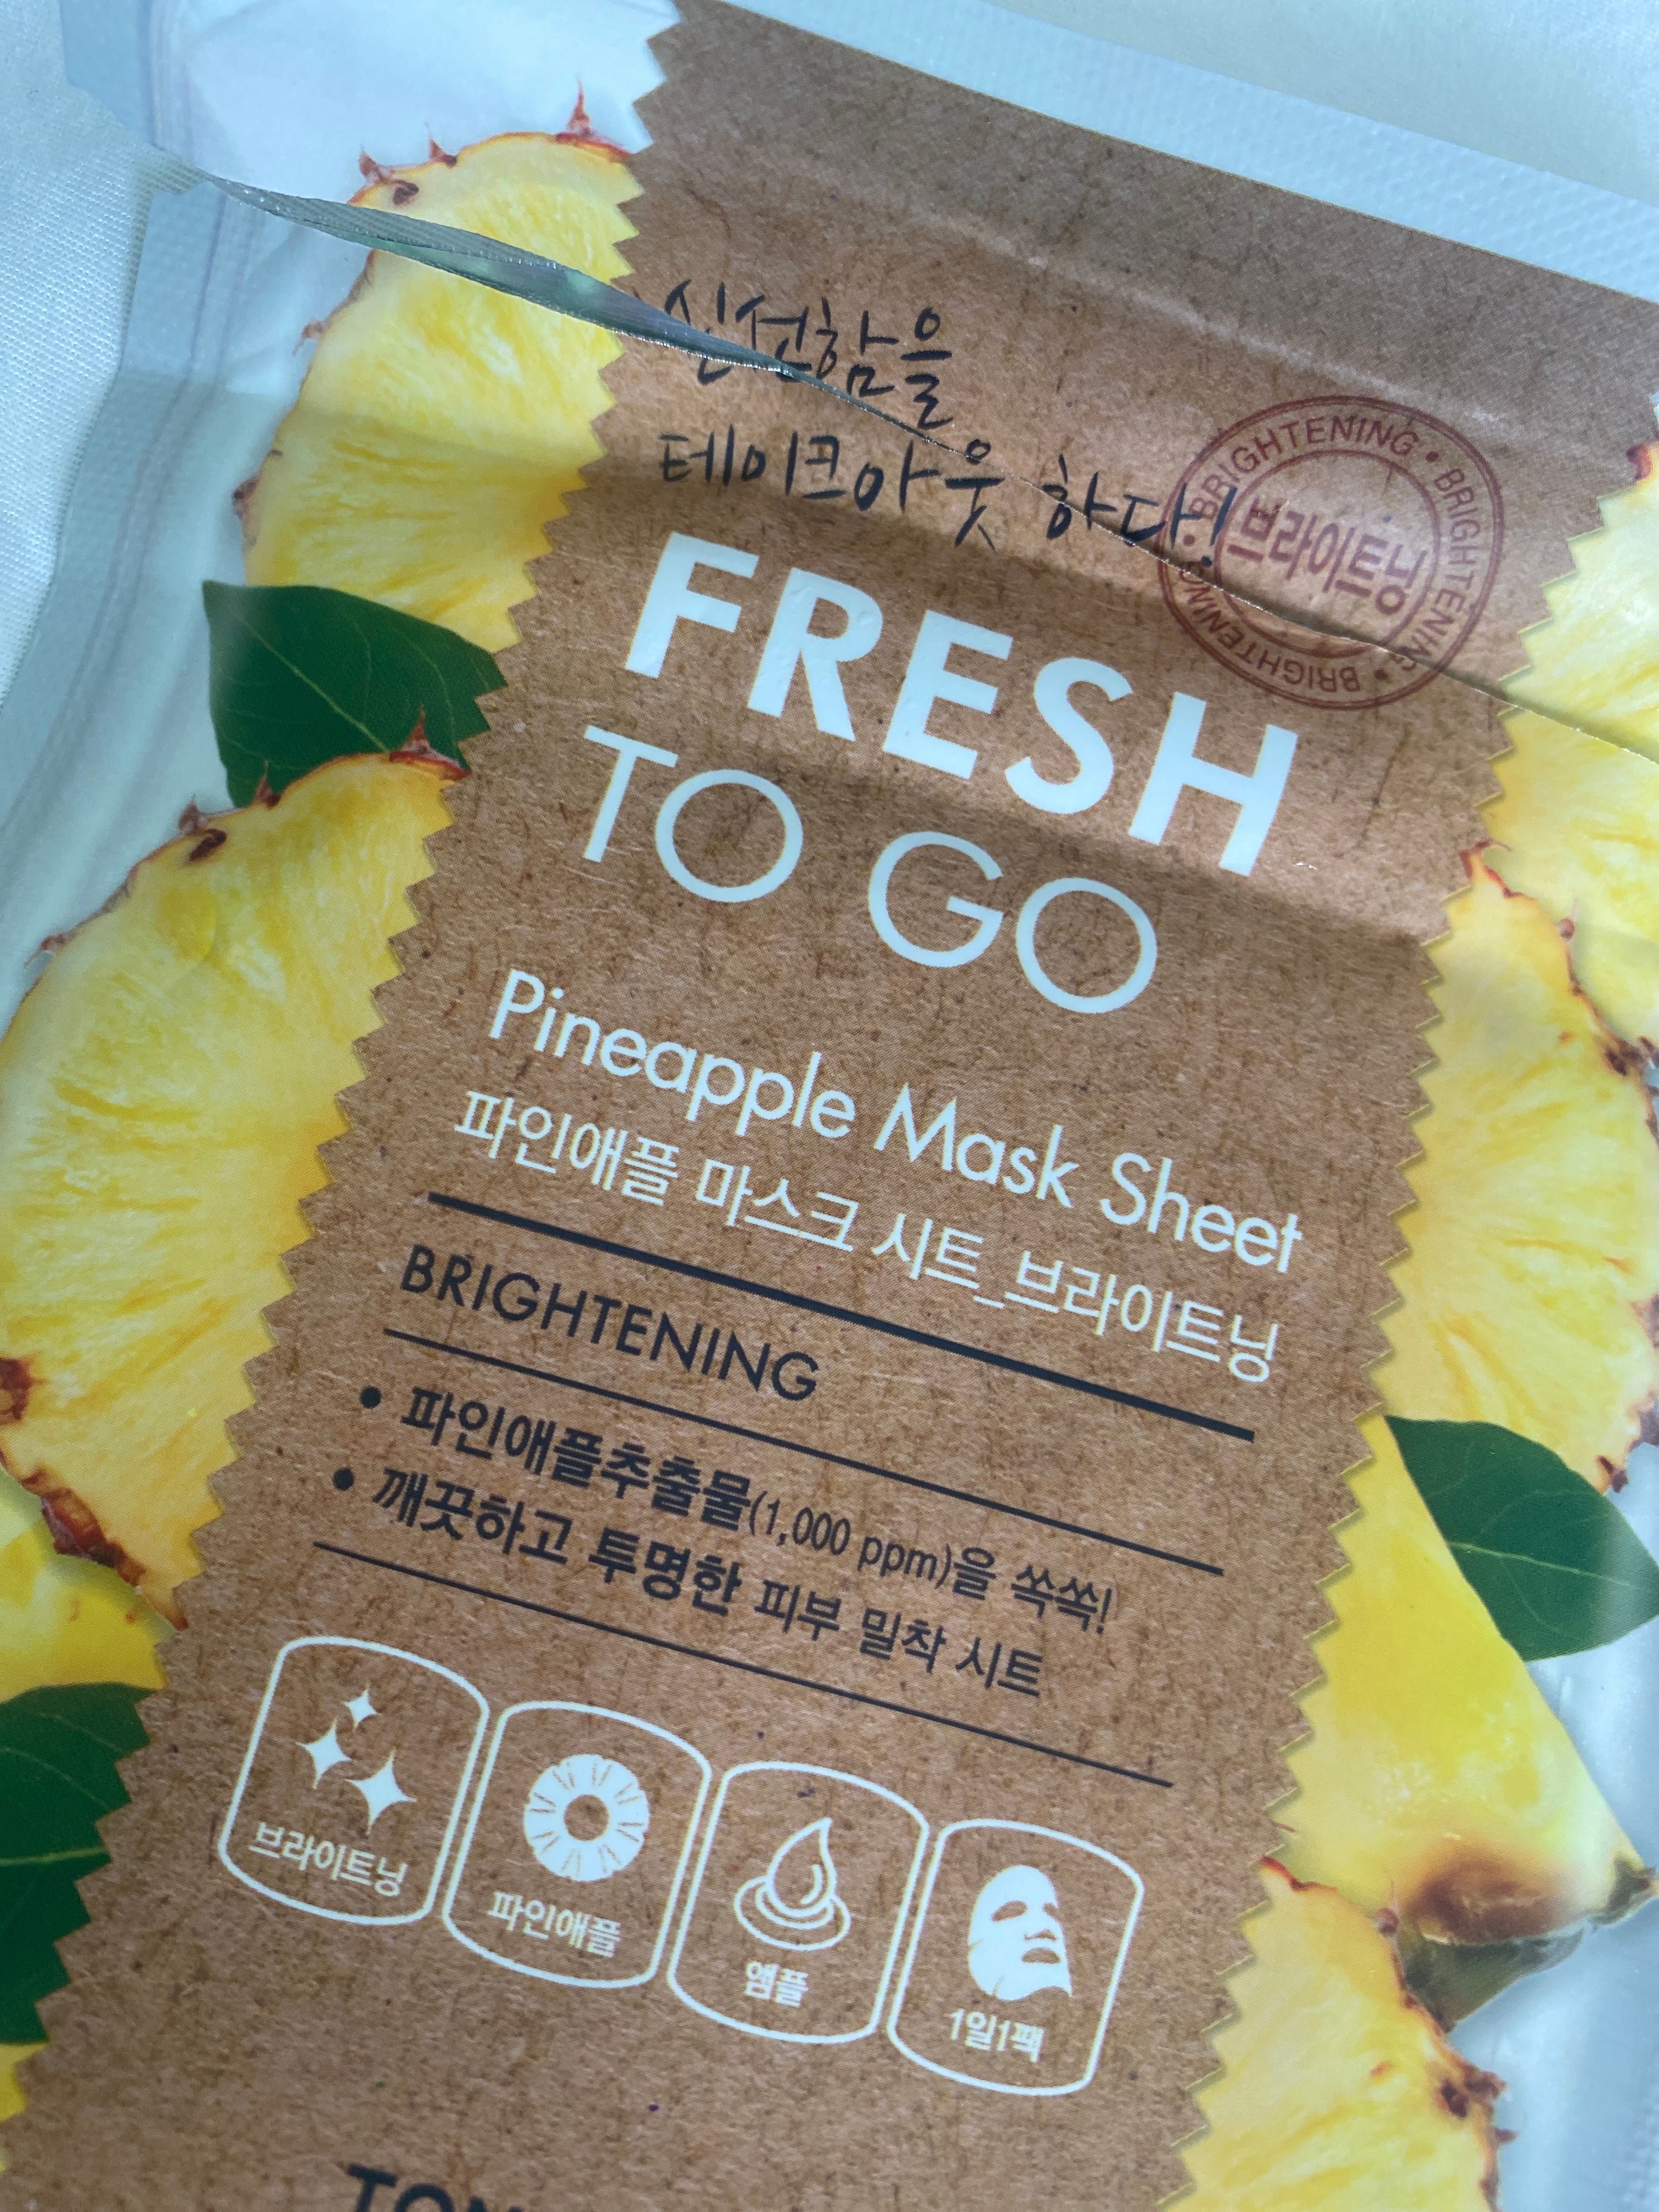 신선함을
테이크아웃 하다!
BRIGHTENING • BRIGHTENING • BRIGHTENING • BRIGHTENING •
브라이트닝
FRESH
TO GO
Pineapple Mask Sheet
파인애플 마스크 시트_브라이트닝
BRIGHTENING
• 파인애플추출물(1,000 ppm)을 쏙쏙!
• 깨끗하고 투명한 피부 밀착 시트
브라이트닝
파인애플
앰플
1일1팩